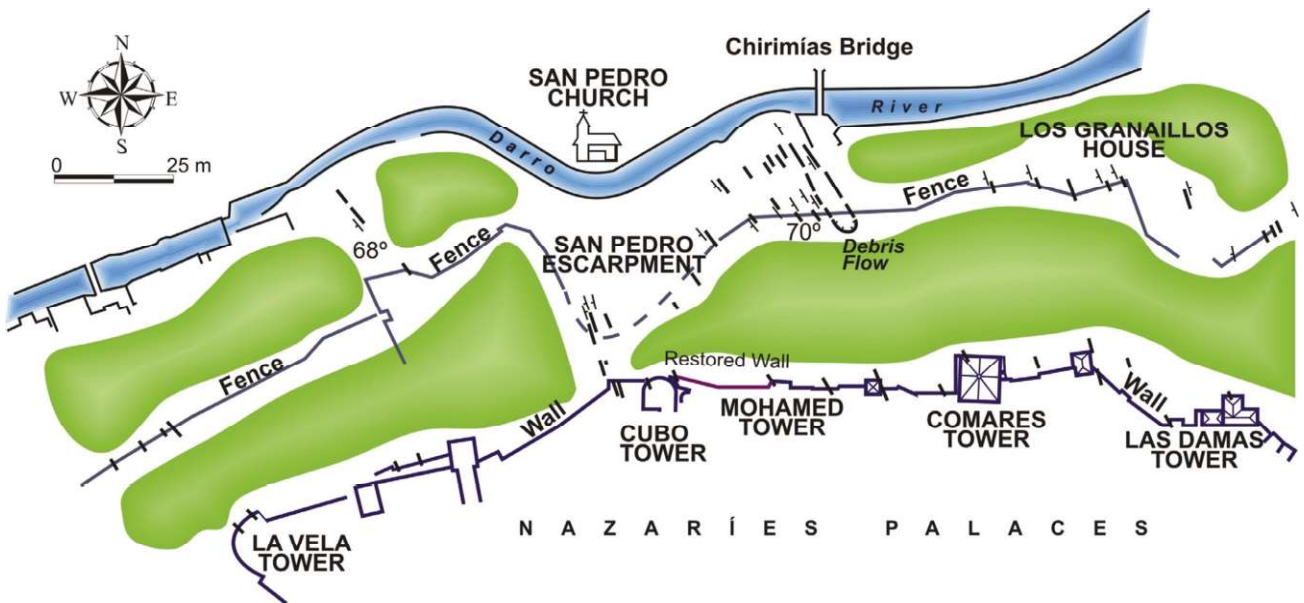 N
W E
S
0 25 m
Chirimías Bridge
SAN PEDRO
CHURCH
River
Darro
LOS GRANAILLOS
HOUSE
Fence
68º
Fence
SAN PEDRO
ESCARPMENT
70º
Debris
Flow
Fence
Restored Wall
Wall
Wall
MOHAMED
TOWER
CUBO
TOWER
COMARES
TOWER
LAS DAMAS
TOWER
NAZARÍES PALACES
LA VELA
TOWER